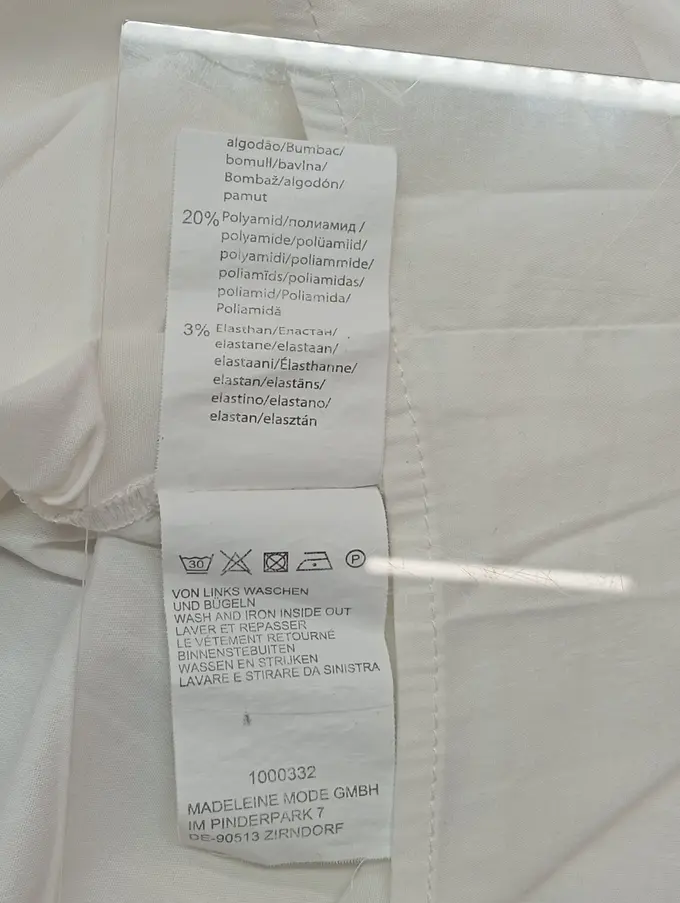 algodão/Bumbac/
bomull/bavlna/
Bombaž/algodón/
pamut
20% Polyamid/полиамид/
polyamide/polüamiid/
polyamidi/poliammide/
poliamīds/poliamidas/
poliamid/Poliamida/
Poliamidă
3% Elasthan/Еластан/
elastane/elastaan/
elastaani/Élasthanne/
elastan/elastāns/
elastino/elastano/
elastan/elasztán
30 P
VON LINKS WASCHEN
UND BÜGELN
WASH AND IRON INSIDE OUT
LAVER ET REPASSER
LE VÊTEMENT RETOURNÉ
BINNENSTEBUITEN
WASSEN EN STRIJKEN
LAVARE E STIRARE DA SINISTRA
1000332
MADELEINE MODE GMBH
IM PINDERPARK 7
DE-90513 ZIRNDORF